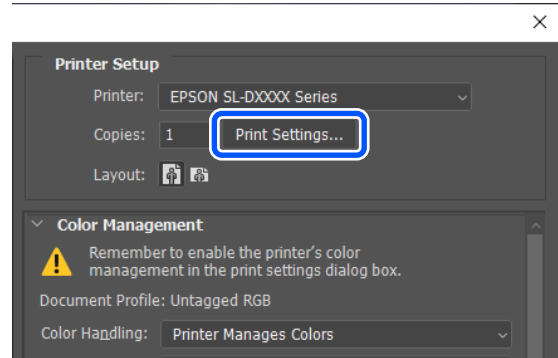 Printer Setup
Printer: EPSON SL-DXXXX Series
Copies: 1 Print Settings...
Layout:
Color Management
Remember to enable the printer's color
management in the print settings dialog box.
Document Profile: Untagged RGB
Color Handling: Printer Manages Colors